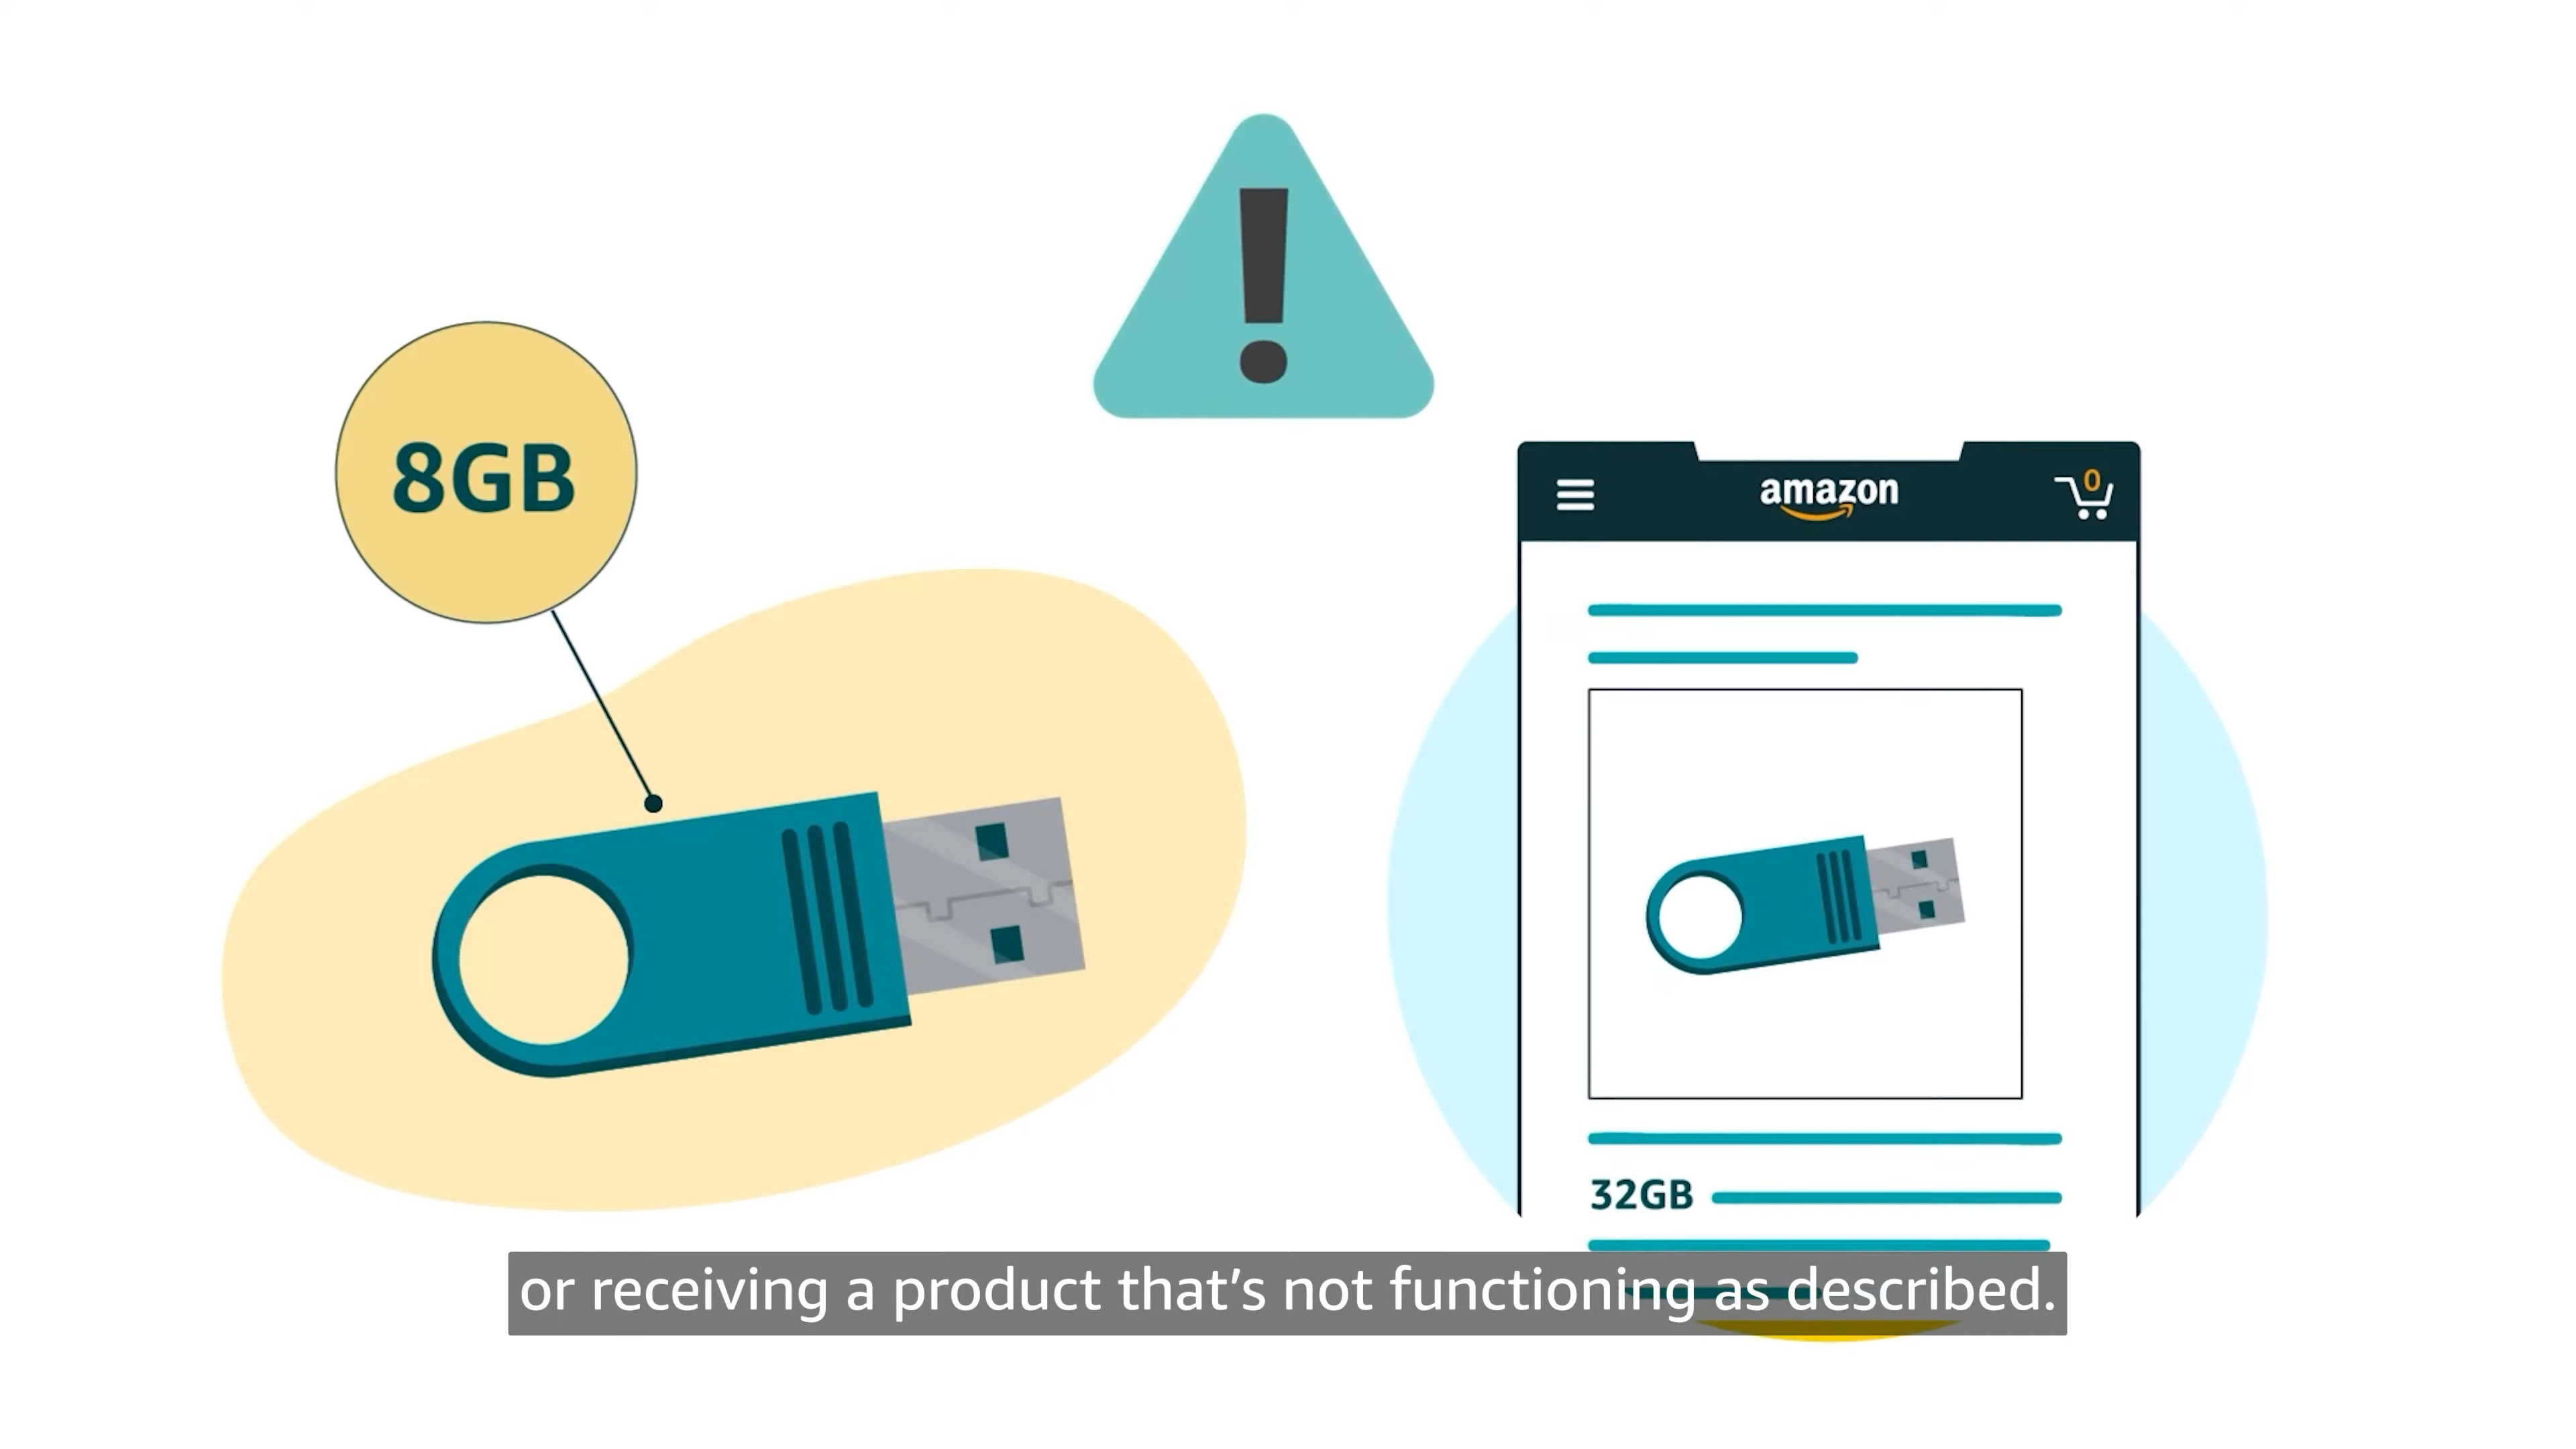 8GB
amazon
0
32GB
or receiving a product that’s not functioning as described.